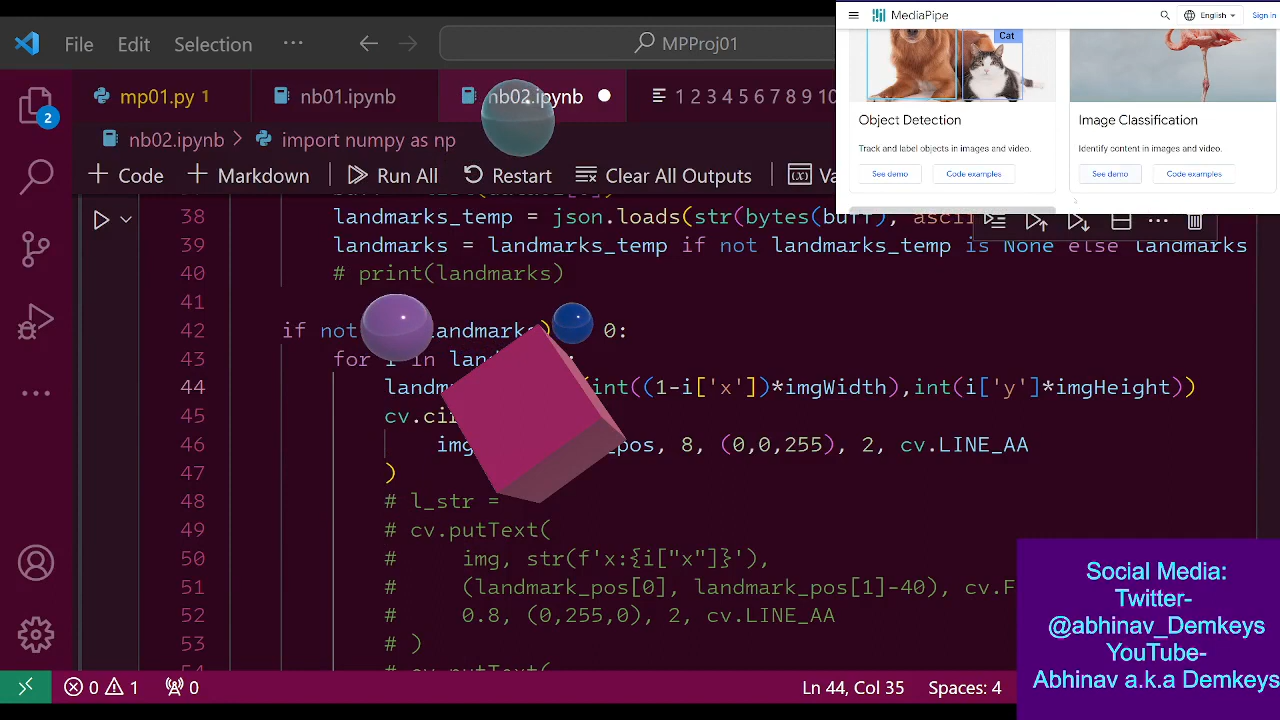 File Edit Selection ··· MPProj01
mp01.py 1 nb01.ipynb nb02.ipynb 1 2 3 4 5 6 7 8 9 10
2
nb02.ipynb > import numpy as np
+ Code + Markdown Run All Restart Clear All Outputs
MediaPipe English Sign in
Cat
Object Detection
Track and label objects in images and video.
See demo Code examples
Image Classification
Identify content in images and video.
See demo Code examples
38 landmarks_temp = json.loads(str(bytes(buff),
39 landmarks = landmarks_temp if not landmarks_temp is None else landmarks
40 # print(landmarks)
41
42 if not landmarks) 0:
43 for in
44 int((1-i['x'])*imgWidth),int(i['y']*imgHeight))
45
46 8, (0,0,255), 2, cv.LINE_AA
47 )
48 # l_str =
49 # cv.putText(
50 # img, str(f'x:{i["x"]}'),
51 # (landmark_pos[0], landmark_pos[1]-40),
52 # 0.8, (0,255,0), 2, cv.LINE_AA
53 # )
54
Social Media:
Twitter-
@abhinav_Demkeys
YouTube-
Abhinav a.k.a Demkeys
0 1 0 Ln 44, Col 35 Spaces: 4